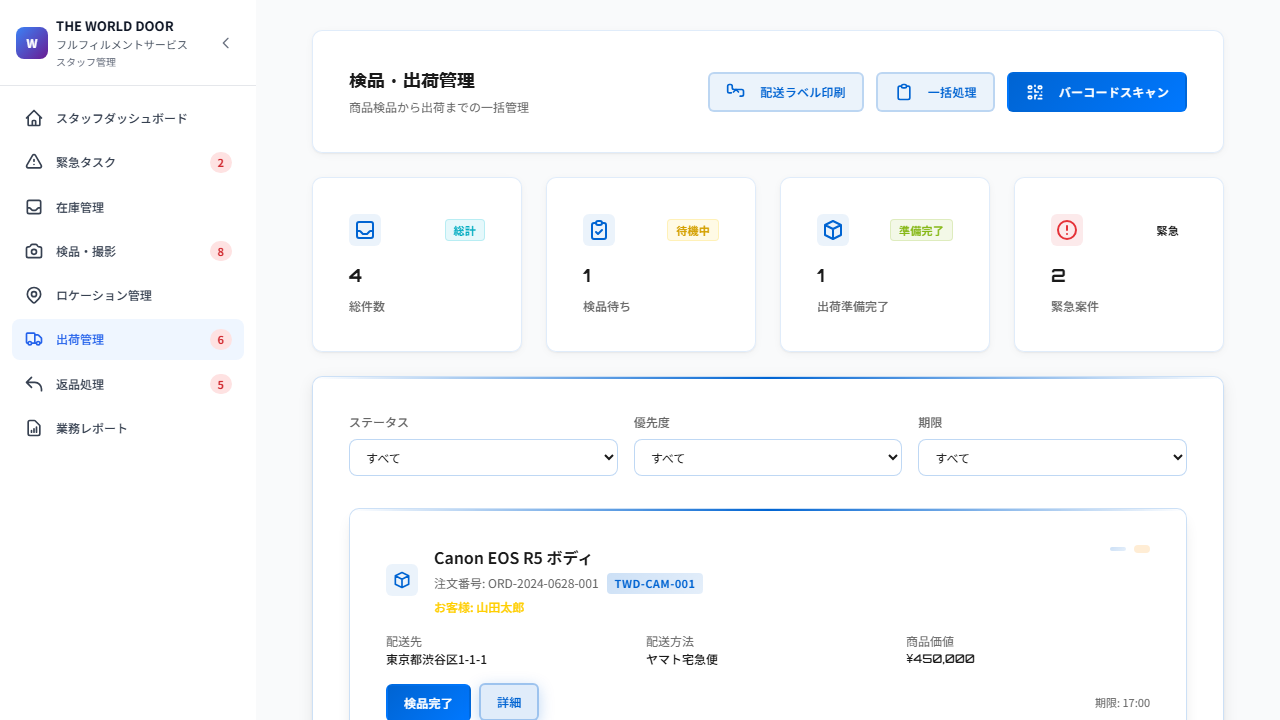 W
THE WORLD DOOR
フルフィルメントサービス
スタッフ管理
スタッフダッシュボード
緊急タスク 2
在庫管理
検品・撮影 8
ロケーション管理
出荷管理 6
返品処理 5
業務レポート
検品・出荷管理
商品検品から出荷までの一括管理
配送ラベル印刷
一括処理
バーコードスキャン
総計
4
総件数
待機中
1
検品待ち
準備完了
1
出荷準備完了
緊急
2
緊急案件
ステータス
すべて
優先度
すべて
期限
すべて
Canon EOS R5 ボディ
注文番号: ORD-2024-0628-001 TWD-CAM-001
お客様: 山田太郎
配送先
東京都渋谷区1-1-1
配送方法
ヤマト宅急便
商品価値
¥450,000
検品完了
詳細
期限: 17:00